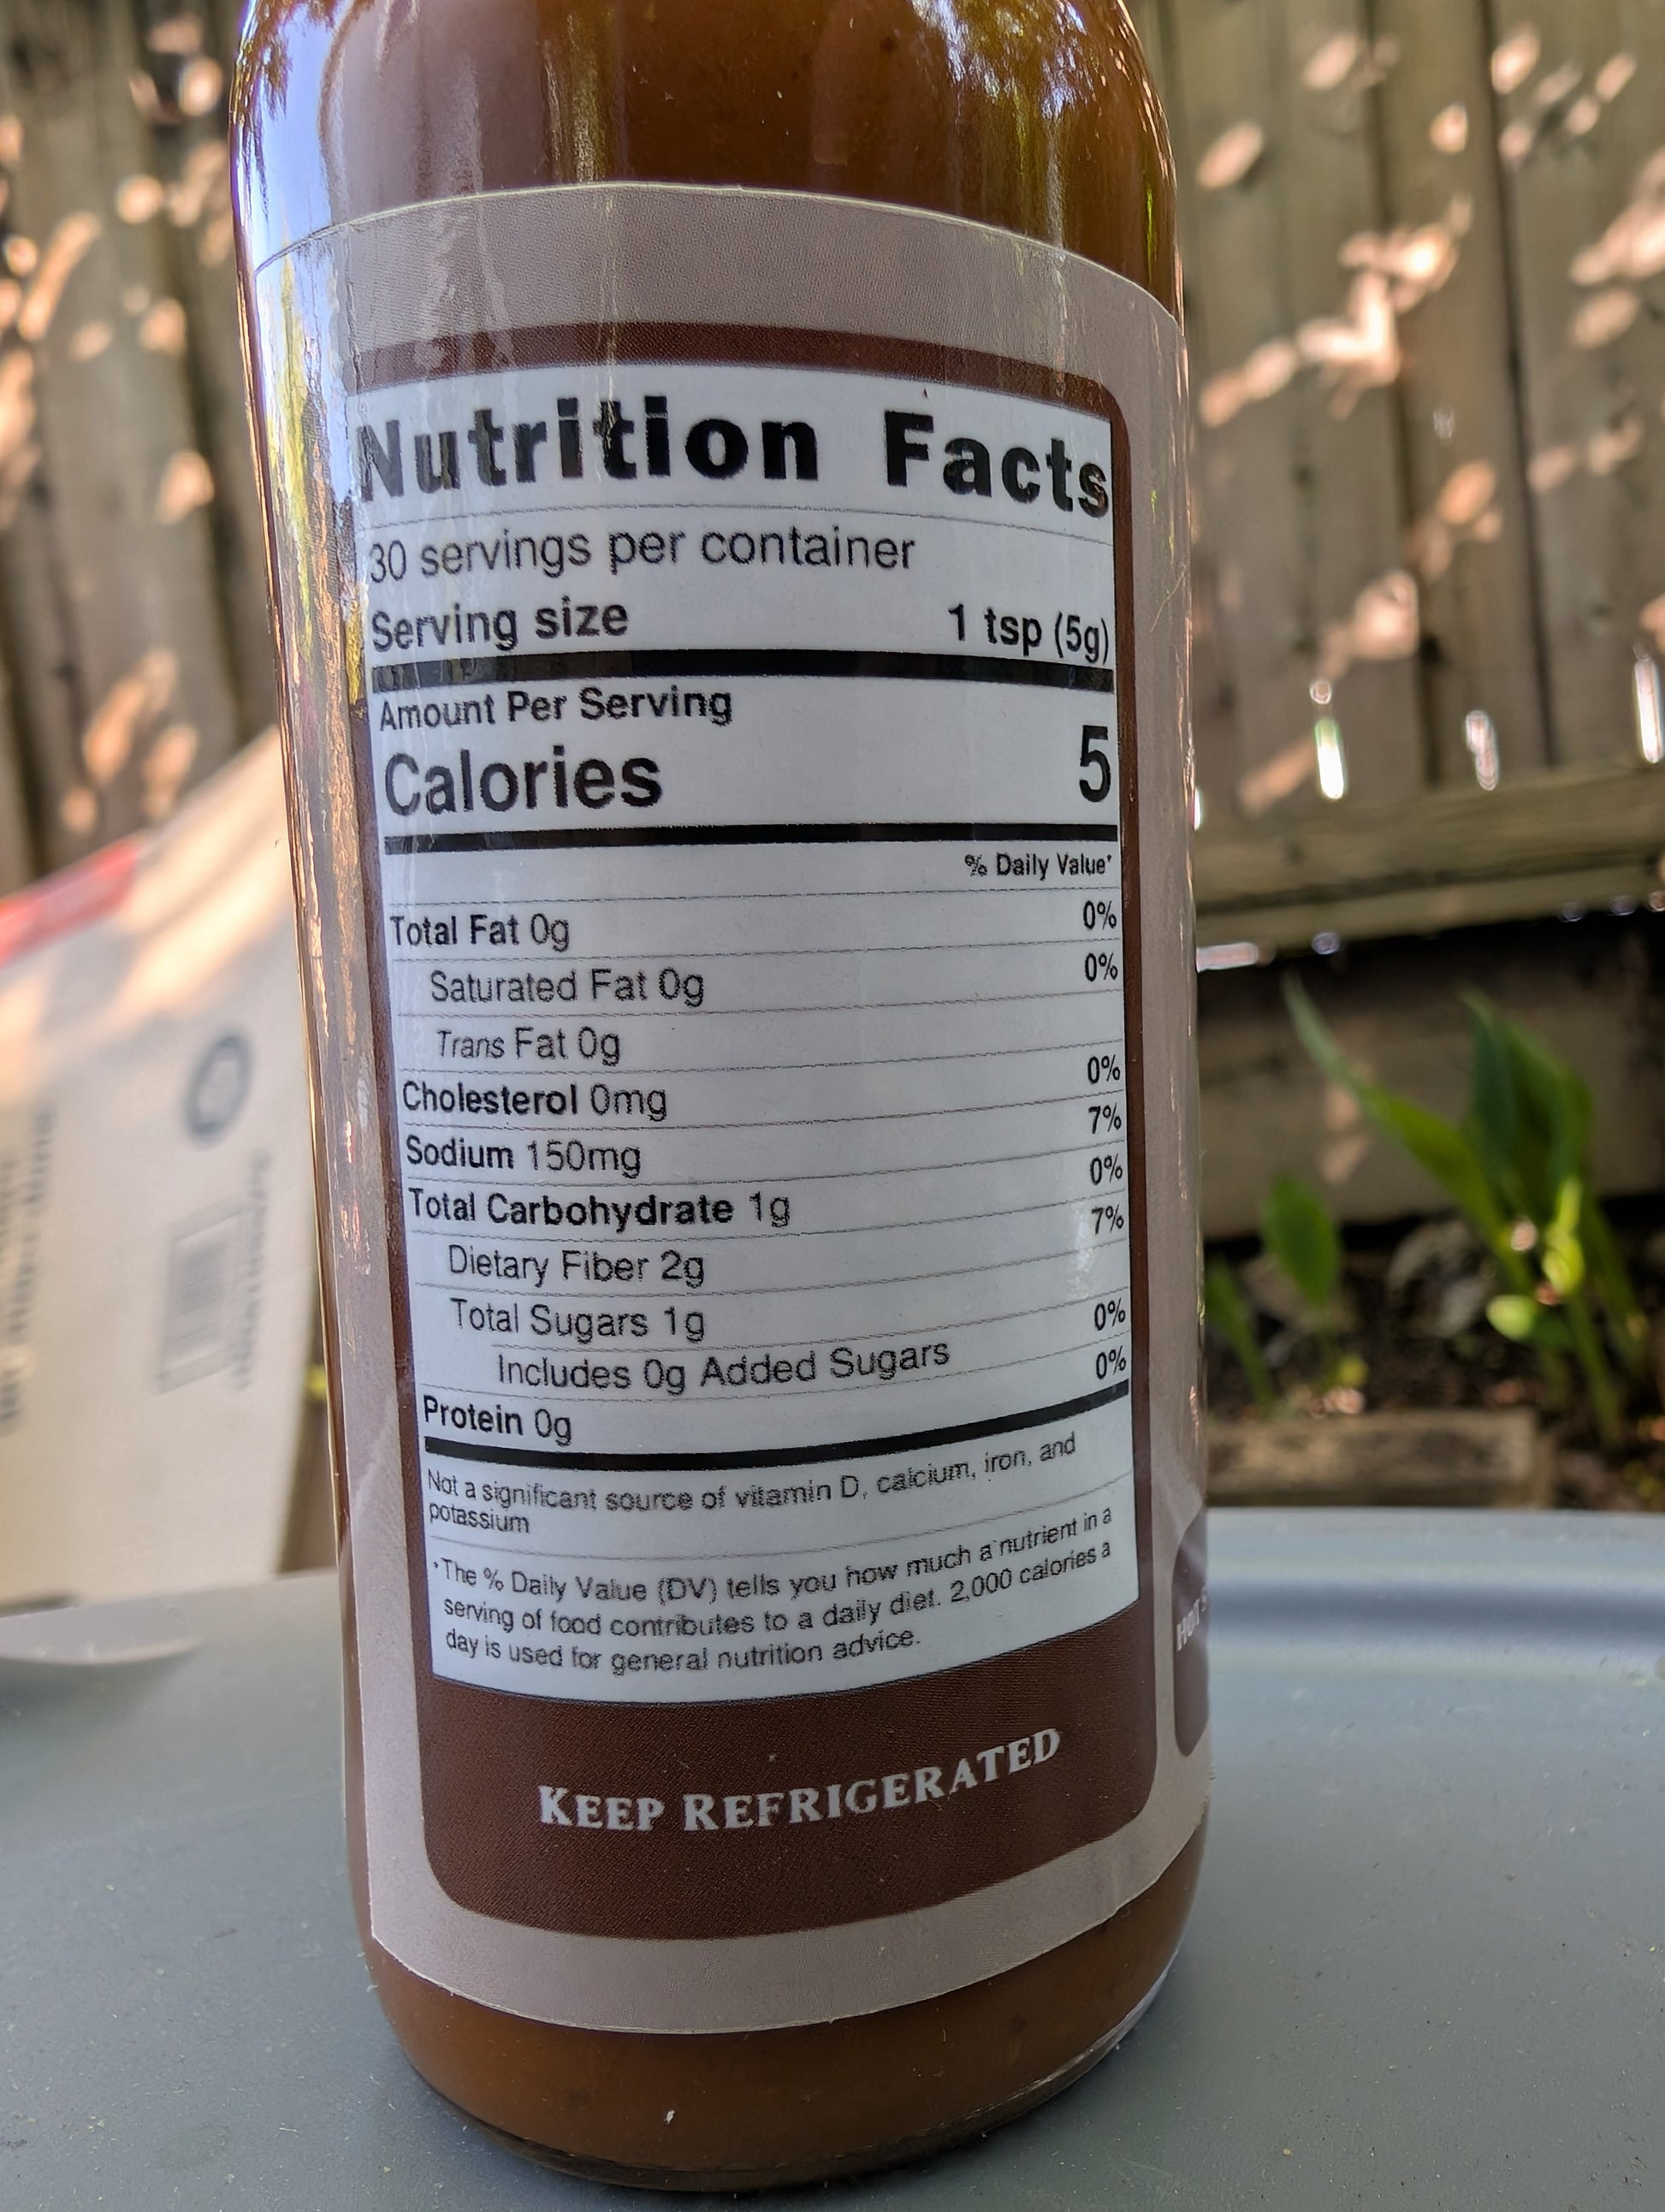 Nutrition Facts
30 servings per container
Serving size 1 tsp (5g)
Amount Per Serving
Calories 5
% Daily Value*
Total Fat 0g 0%
Saturated Fat 0g 0%
Trans Fat 0g
Cholesterol 0mg 0%
Sodium 150mg 7%
Total Carbohydrate 1g 0%
Dietary Fiber 2g 7%
Total Sugars 1g
Includes 0g Added Sugars 0%
Protein 0g 0%
Not a significant source of vitamin D, calcium, iron, and
potassium
*The % Daily Value (DV) tells you how much a nutrient in a
serving of food contributes to a daily diet. 2,000 calories a
day is used for general nutrition advice.
KEEP REFRIGERATED